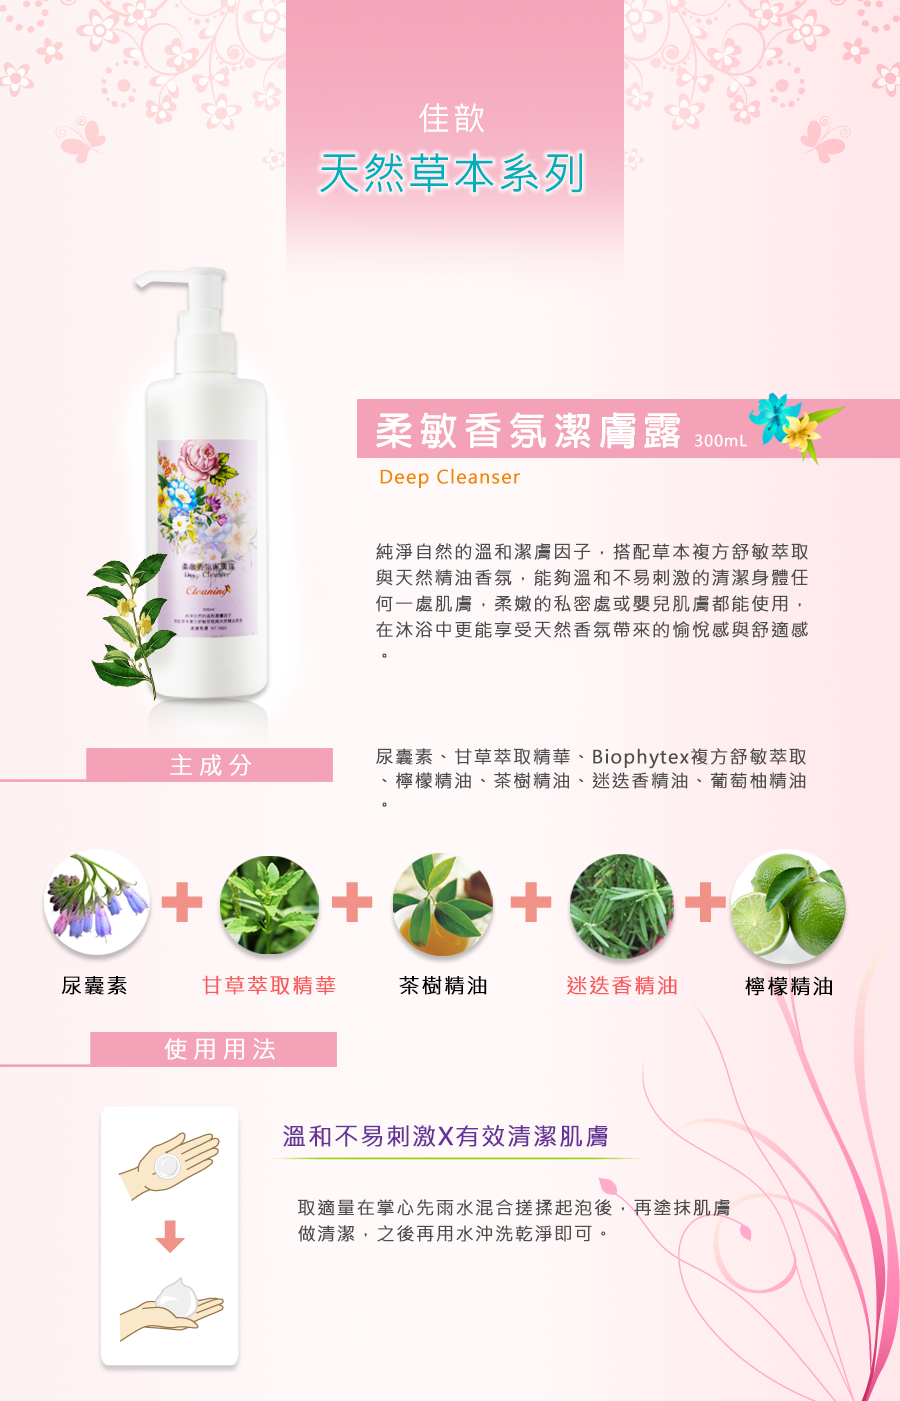 佳歆
天然草本系列
柔敏香氛潔膚露 300mL
Deep Cleanser
純淨自然的溫和潔膚因子，搭配草本複方舒敏萃取
與天然精油香氛，能夠溫和不易刺激的清潔身體任
何一處肌膚，柔嫩的私密處或嬰兒肌膚都能使用，
在沐浴中更能享受天然香氛帶來的愉悅感與舒適感
。
柔敏香氛潔膚露
Deep Cleanser
Cleaning
300ml
主成分
尿囊素、甘草萃取精華、Biophytex複方舒敏萃取
、檸檬精油、茶樹精油、迷迭香精油、葡萄柚精油
。
尿囊素
甘草萃取精華
茶樹精油
迷迭香精油
檸檬精油
使用用法
溫和不易刺激X有效清潔肌膚
取適量在掌心先雨水混合搓揉起泡後，再塗抹肌膚
做清潔，之後再用水沖洗乾淨即可。